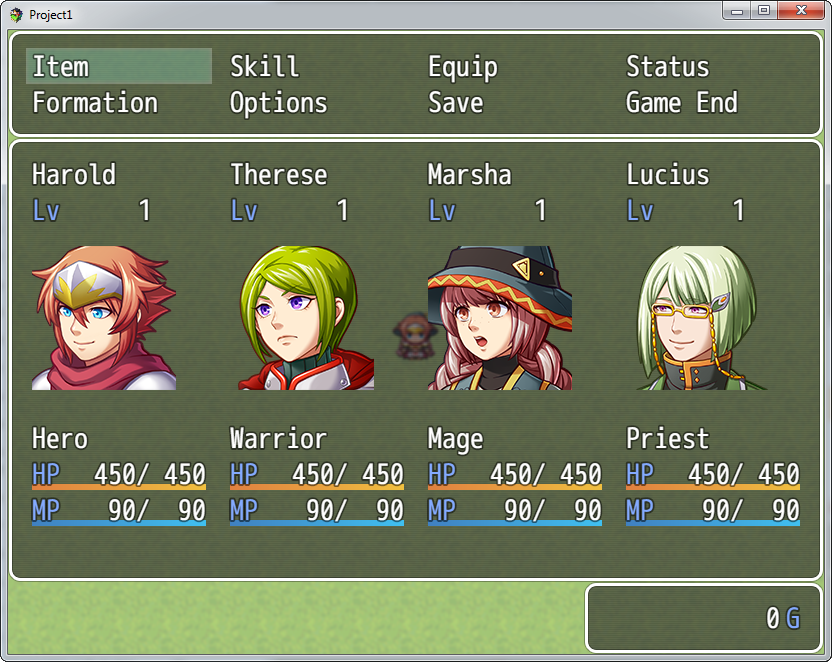 Project1
Item Skill Equip Status
Formation Options Save Game End
Harold Therese Marsha Lucius
Lv 1 Lv 1 Lv 1 Lv 1
Hero Warrior Mage Priest
HP 450/ 450 HP 450/ 450 HP 450/ 450 HP 450/ 450
MP 90/ 90 MP 90/ 90 MP 90/ 90 MP 90/ 90
0 G